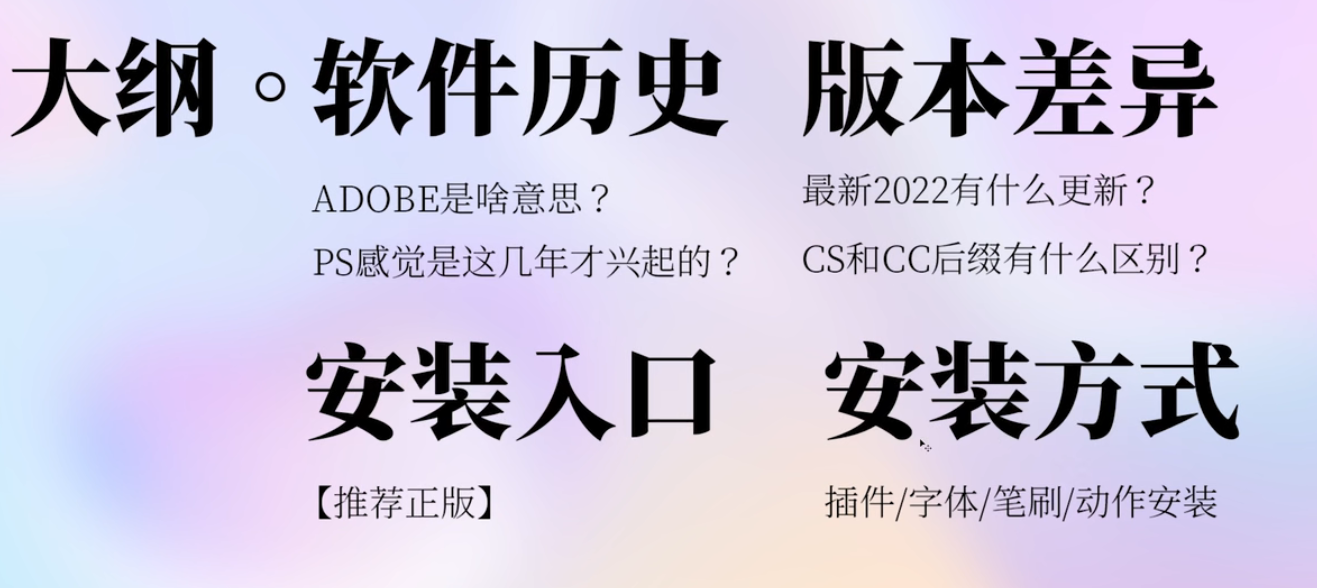 大纲。软件历史 版本差异
ADOBE是啥意思？
PS感觉是这几年才兴起的？
最新2022有什么更新？
CS和CC后缀有什么区别？
安装入口 安装方式
【推荐正版】
插件/字体/笔刷/动作安装